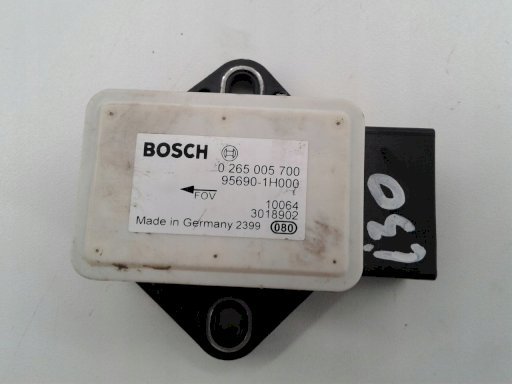 BOSCH
0 265 005 700
95690-1H000
FOV
10064
3018902
Made in Germany 2399 080
i30